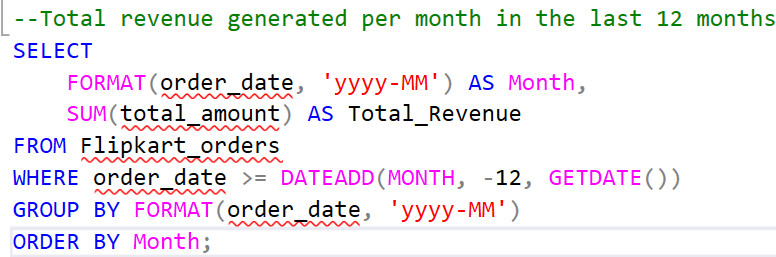 --Total revenue generated per month in the last 12 months
SELECT
    FORMAT(order_date, 'yyyy-MM') AS Month,
    SUM(total_amount) AS Total_Revenue
FROM Flipkart_orders
WHERE order_date >= DATEADD(MONTH, -12, GETDATE())
GROUP BY FORMAT(order_date, 'yyyy-MM')
ORDER BY Month;